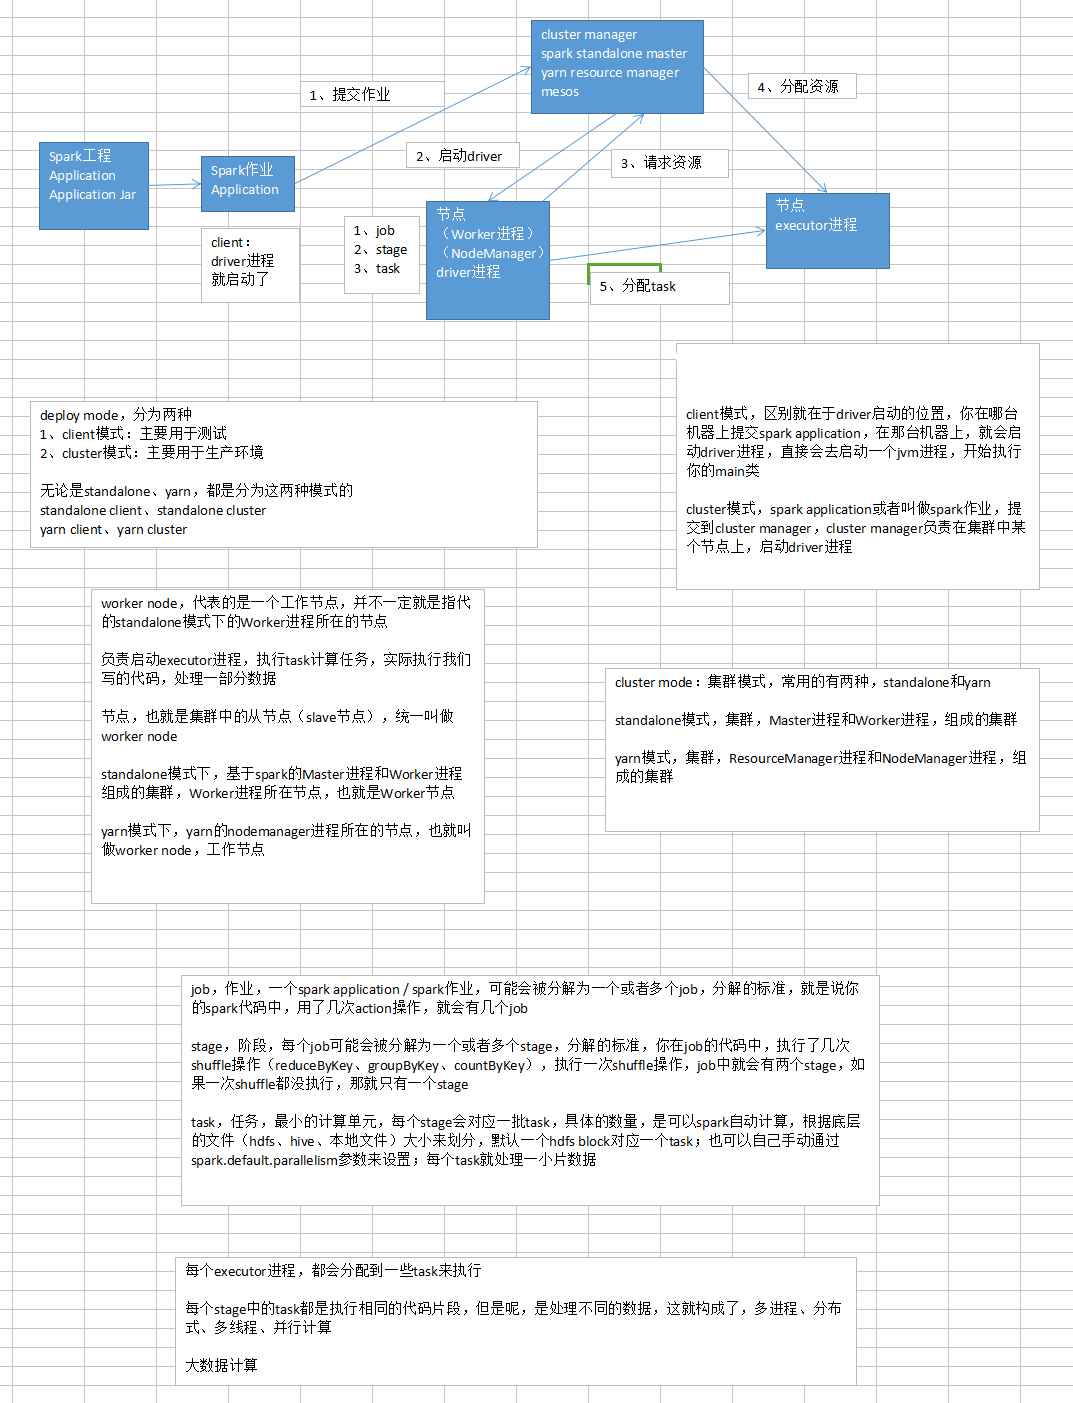 cluster manager
spark standalone master
yarn resource manager
mesos
1、提交作业
4、分配资源
2、启动driver
3、请求资源
Spark工程
Application
Application Jar
Spark作业
Application
client：
driver进程
就启动了
1、job
2、stage
3、task
节点
（Worker进程）
（NodeManager）
driver进程
节点
executor进程
5、分配task
deploy mode，分为两种
1、client模式：主要用于测试
2、cluster模式：主要用于生产环境
无论是standalone、yarn，都是分为这两种模式的
standalone client、standalone cluster
yarn client、yarn cluster
client模式，区别就在于driver启动的位置，你在哪台
机器上提交spark application，在那台机器上，就会启
动driver进程，直接会去启动一个jvm进程，开始执行
你的main类
cluster模式，spark application或者叫做spark作业，提
交到cluster manager，cluster manager负责在集群中某
个节点上，启动driver进程
worker node，代表的是一个工作节点，并不一定就是指代
的standalone模式下的Worker进程所在的节点
负责启动executor进程，执行task计算任务，实际执行我们
写的代码，处理一部分数据
节点，也就是集群中的从节点（slave节点），统一叫做
worker node
standalone模式下，基于spark的Master进程和Worker进程
组成的集群，Worker进程所在节点，也就是Worker节点
yarn模式下，yarn的nodemanager进程所在的节点，也就叫
做worker node，工作节点
cluster mode：集群模式，常用的有两种，standalone和yarn
standalone模式，集群，Master进程和Worker进程，组成的集群
yarn模式，集群，ResourceManager进程和NodeManager进程，组
成的集群
job，作业，一个spark application / spark作业，可能会被分解为一个或者多个job，分解的标准，就是说你
的spark代码中，用了几次action操作，就会有几个job
stage，阶段，每个job可能会被分解为一个或者多个stage，分解的标准，你在job的代码中，执行了几次
shuffle操作（reduceByKey、groupByKey、countByKey），执行一次shuffle操作，job中就会有两个stage，如
果一次shuffle都没执行，那就只有一个stage
task，任务，最小的计算单元，每个stage会对应一批task，具体的数量，是可以spark自动计算，根据底层
的文件（hdfs、hive、本地文件）大小来划分，默认一个hdfs block对应一个task；也可以自己手动通过
spark.default.parallelism参数来设置；每个task就处理一小片数据
每个executor进程，都会分配到一些task来执行
每个stage中的task都是执行相同的代码片段，但是呢，是处理不同的数据，这就构成了，多进程、分布
式、多线程、并行计算
大数据计算